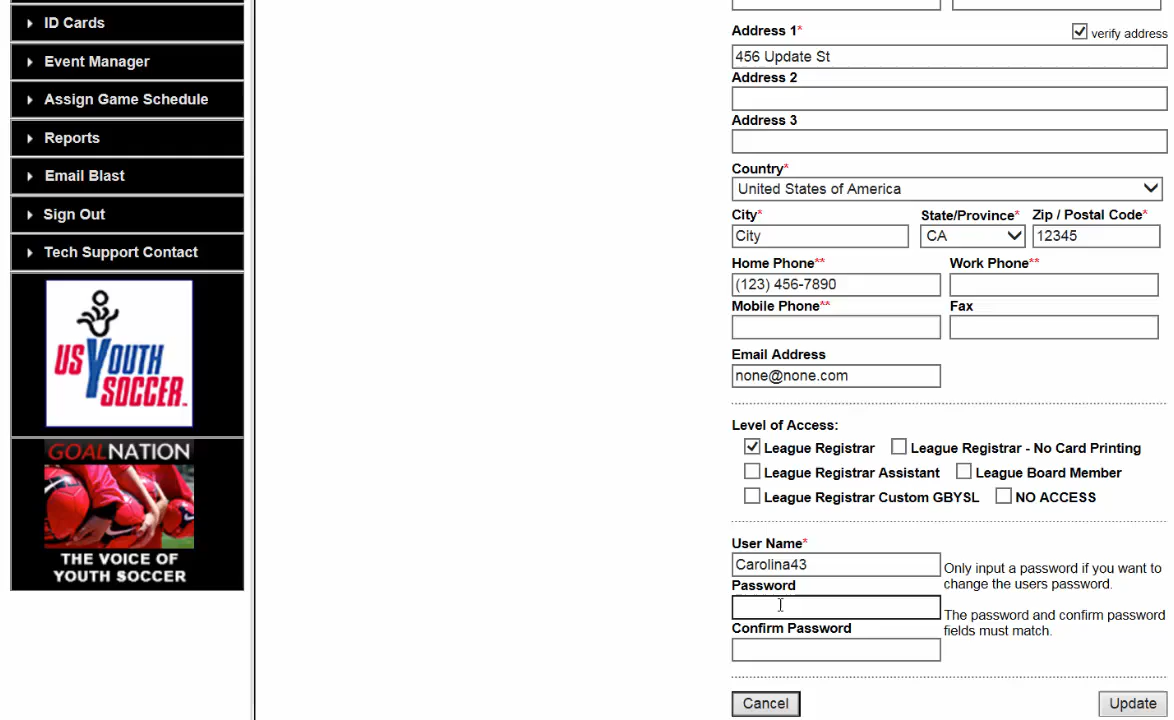 ID Cards
Event Manager
Assign Game Schedule
Reports
Email Blast
Sign Out
Tech Support Contact
US YOUTH
SOCCER
GOALNATION
THE VOICE OF
YOUTH SOCCER
Address 1* verify address
456 Update St
Address 2
Address 3
Country*
United States of America
City* State/Province* Zip / Postal Code*
City CA 12345
Home Phone** Work Phone**
(123) 456-7890
Mobile Phone** Fax
Email Address
none@none.com
Level of Access:
League Registrar League Registrar - No Card Printing
League Registrar Assistant League Board Member
League Registrar Custom GBYSL NO ACCESS
User Name*
Carolina43
Only input a password if you want to
change the users password.
Password
The password and confirm password
fields must match.
Confirm Password
Cancel Update